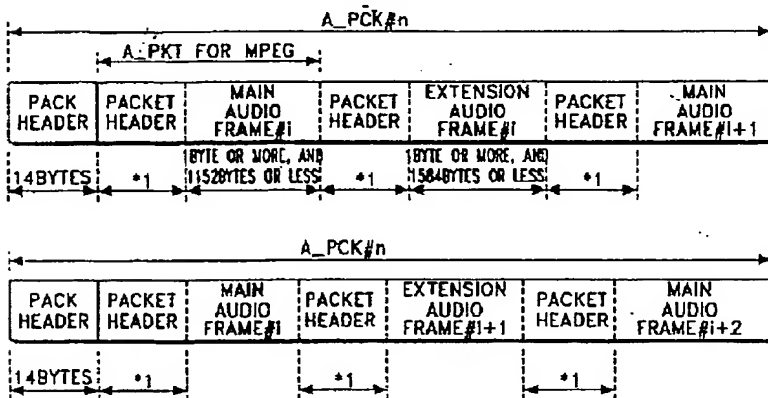 A_PCK#n
A_PKT FOR MPEG
PACK HEADER
PACKET HEADER
MAIN AUDIO FRAME#i
PACKET HEADER
EXTENSION AUDIO FRAME#i
PACKET HEADER
MAIN AUDIO FRAME#i+1
14BYTES
*1
1BYTE OR MORE, AND 1152BYTES OR LESS
*1
1BYTE OR MORE, AND 1584BYTES OR LESS
*1
A_PCK#n
PACK HEADER
PACKET HEADER
MAIN AUDIO FRAME#i
PACKET HEADER
EXTENSION AUDIO FRAME#i+1
PACKET HEADER
MAIN AUDIO FRAME#i+2
14BYTES
*1
*1
*1